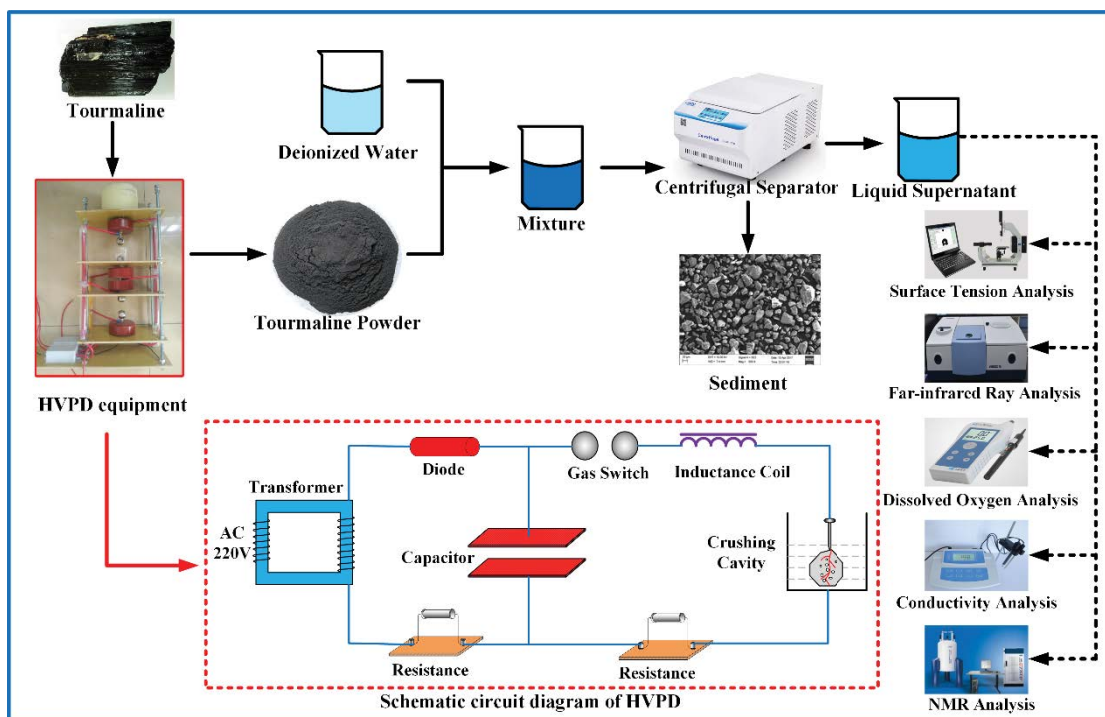 Tourmaline
Deionized Water
Tourmaline Powder
Mixture
Centrifugal Separator
Liquid Supernatant
Sediment
HVPD equipment
Surface Tension Analysis
Far-infrared Ray Analysis
Dissolved Oxygen Analysis
Conductivity Analysis
NMR Analysis
Transformer
AC
220V
Diode
Gas Switch
Inductance Coil
Capacitor
Crushing
Cavity
Resistance
Resistance
Schematic circuit diagram of HVPD